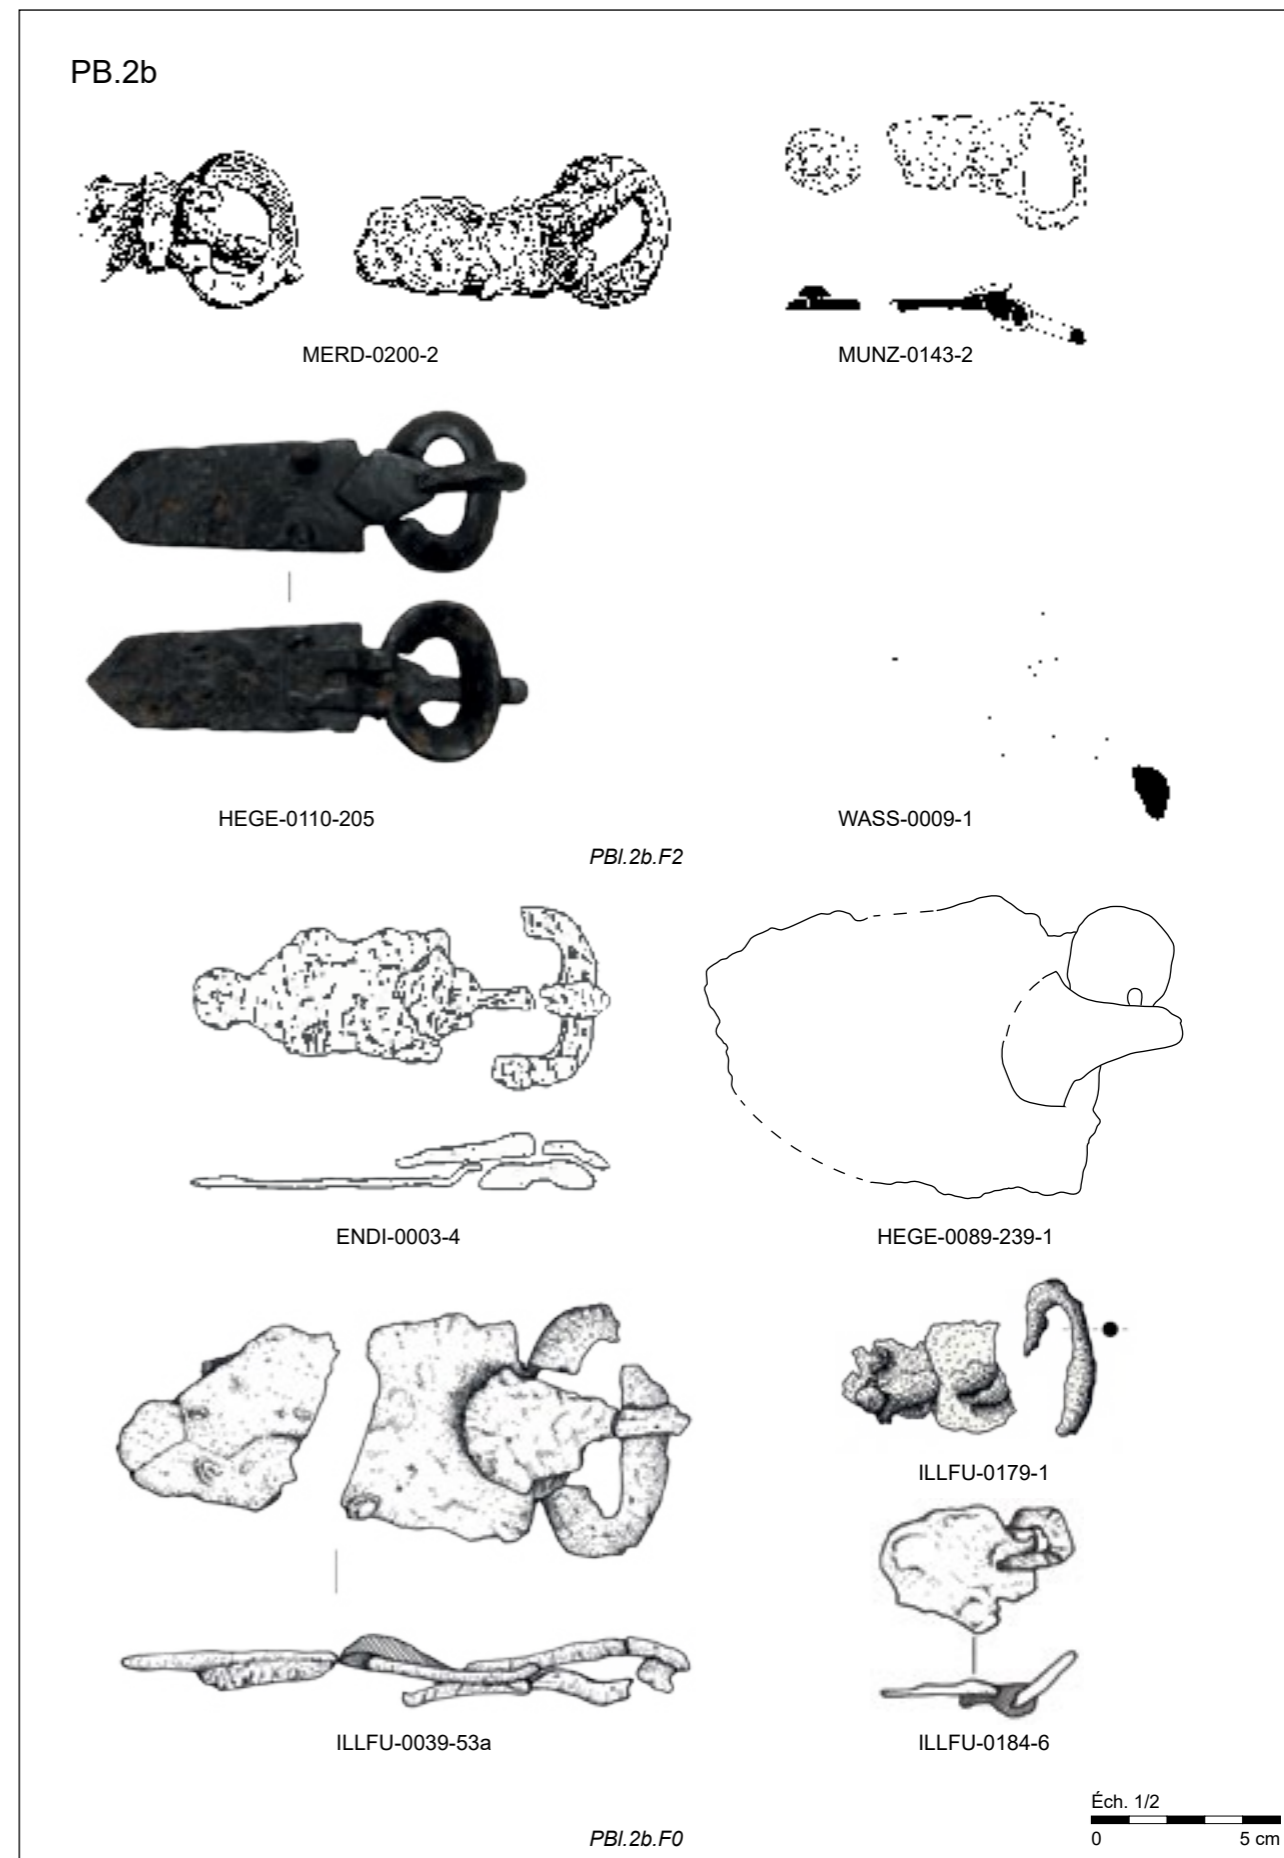 PB.2b
MERD-0200-2
MUNZ-0143-2
HEGE-0110-205
WASS-0009-1
PBl.2b.F2
ENDI-0003-4
HEGE-0089-239-1
ILLFU-0179-1
ILLFU-0039-53a
ILLFU-0184-6
Éch. 1/2
0 5 cm
PBl.2b.F0